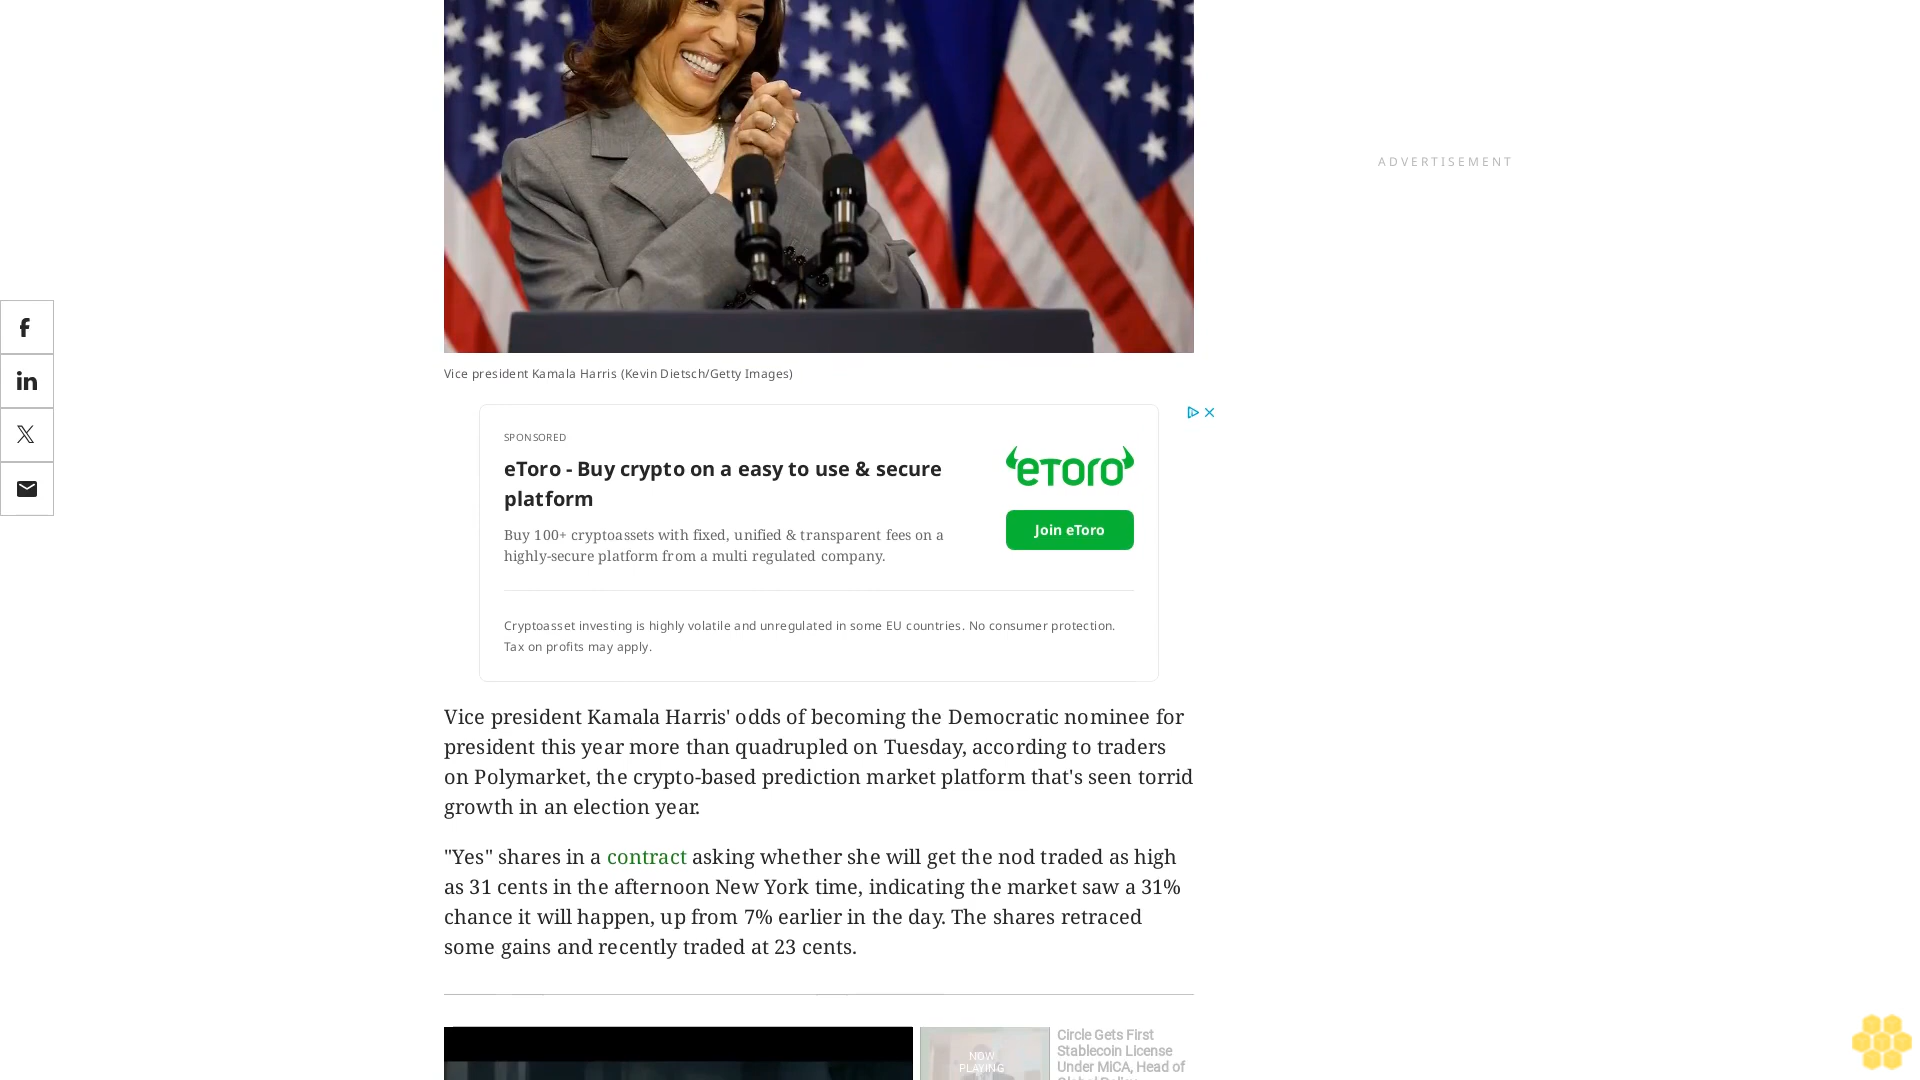 ADVERTISEMENT
Vice president Kamala Harris (Kevin Dietsch/Getty Images)
SPONSORED
eToro - Buy crypto on a easy to use & secure
platform
Buy 100+ cryptoassets with fixed, unified & transparent fees on a
highly-secure platform from a multi regulated company.
eToro
Join eToro
Cryptoasset investing is highly volatile and unregulated in some EU countries. No consumer protection.
Tax on profits may apply.
Vice president Kamala Harris' odds of becoming the Democratic nominee for
president this year more than quadrupled on Tuesday, according to traders
on Polymarket, the crypto-based prediction market platform that's seen torrid
growth in an election year.
"Yes" shares in a contract asking whether she will get the nod traded as high
as 31 cents in the afternoon New York time, indicating the market saw a 31%
chance it will happen, up from 7% earlier in the day. The shares retraced
some gains and recently traded at 23 cents.
NOW
PLAYING
Circle Gets First
Stablecoin License
Under MiCA, Head of